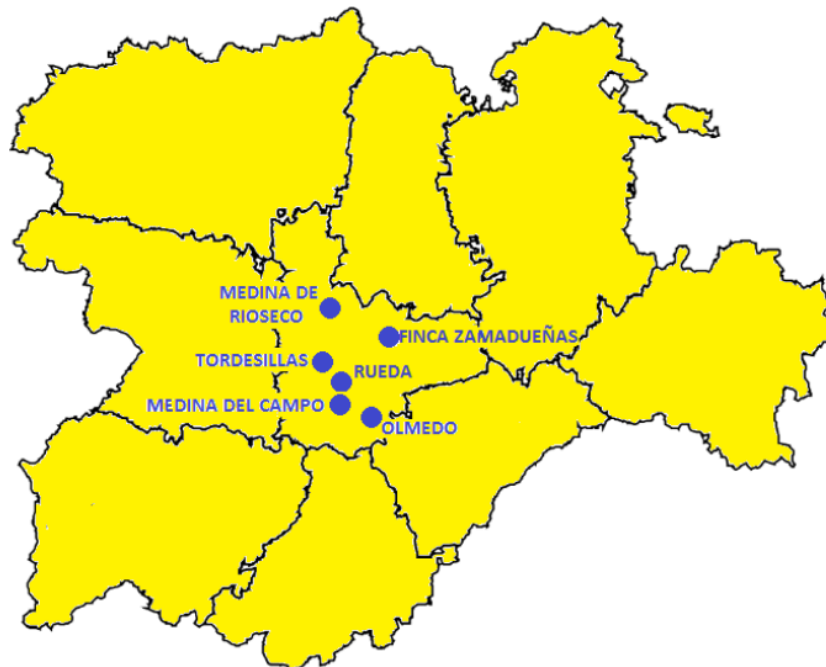 MEDINA DE
RIOSECO
FINCA ZAMADUEÑAS
TORDESILLAS
RUEDA
MEDINA DEL CAMPO
OLMEDO